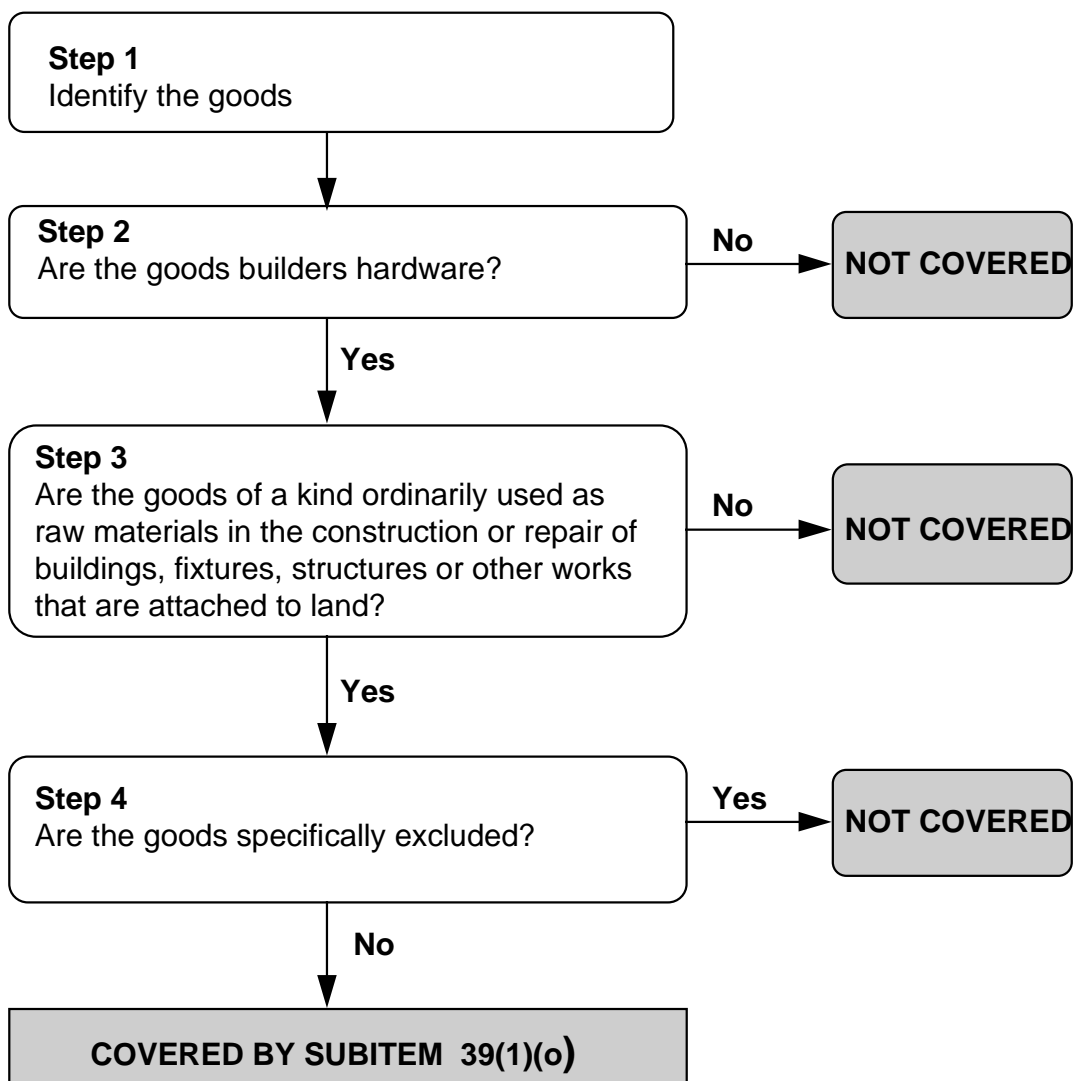 Step 1
Identify the goods
Step 2
Are the goods builders hardware?
No
NOT COVERED
Yes
Step 3
Are the goods of a kind ordinarily used as
raw materials in the construction or repair of
buildings, fixtures, structures or other works
that are attached to land?
No
NOT COVERED
Yes
Step 4
Are the goods specifically excluded?
Yes
NOT COVERED
No
COVERED BY SUBITEM 39(1)(o)